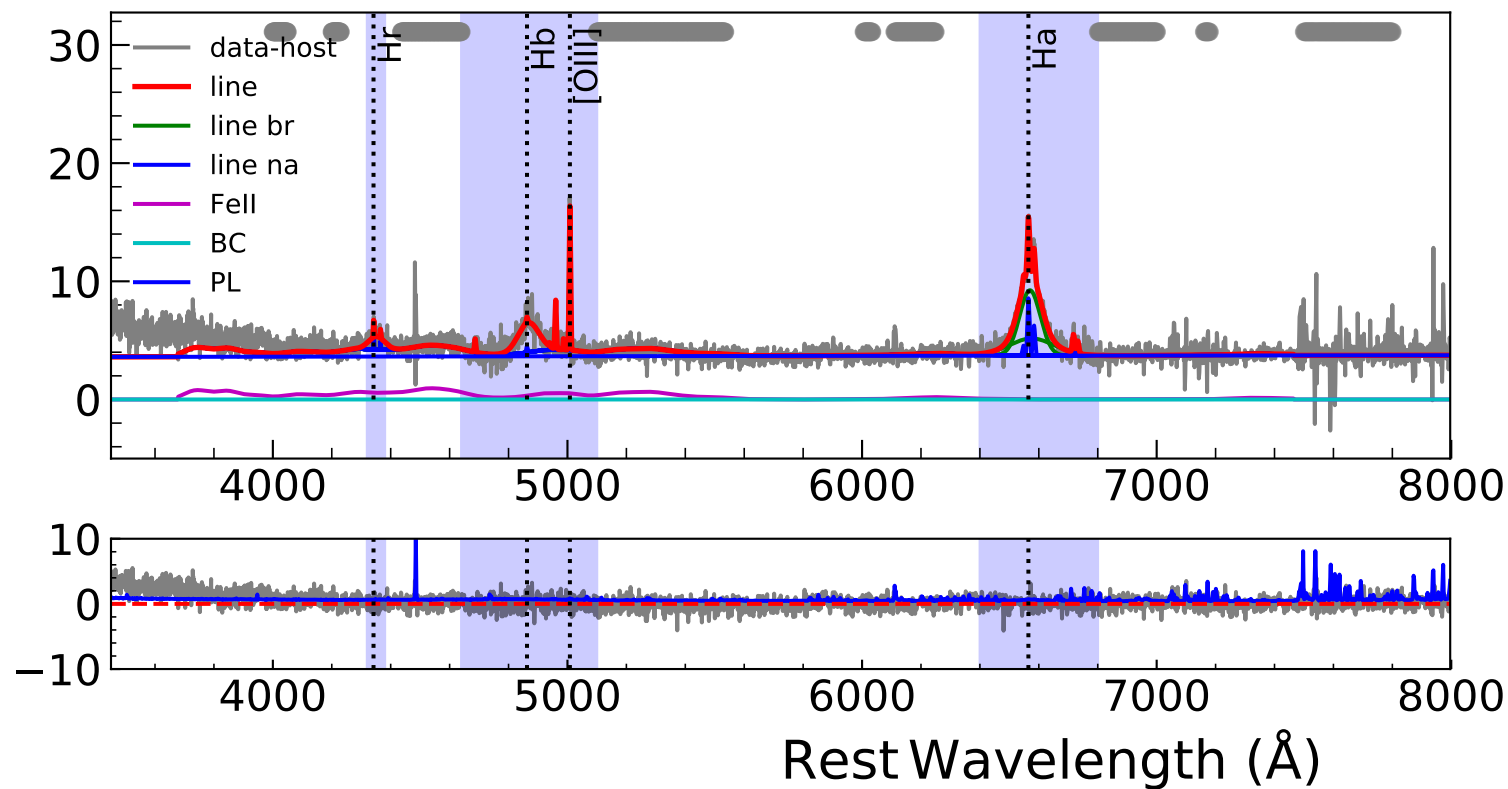 30
20
10
0
data-host
line
line br
line na
FeII
BC
PL
Hr
Hb
[OIII]
Ha
4000
5000
6000
7000
8000
10
0
−10
4000
5000
6000
7000
8000
Rest Wavelength (Å)